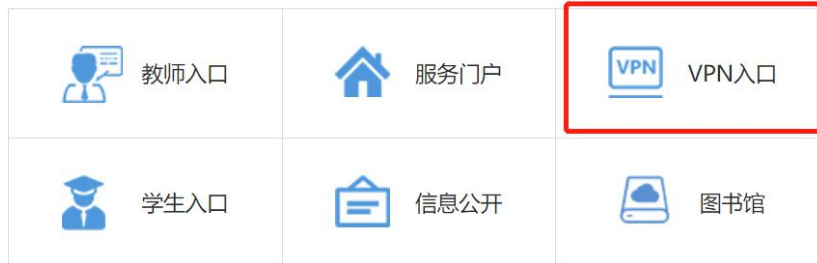 教师入口
服务门户
VPN
VPN入口
学生入口
信息公开
图书馆